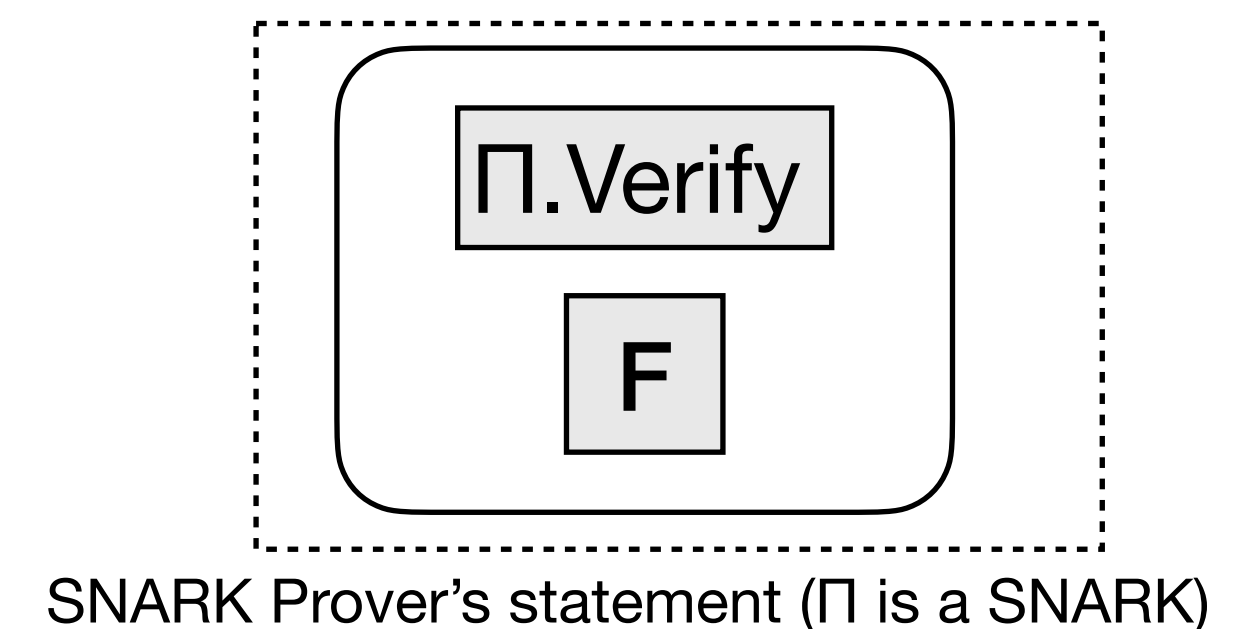 Π.Verify
F
SNARK Prover’s statement (Π is a SNARK)